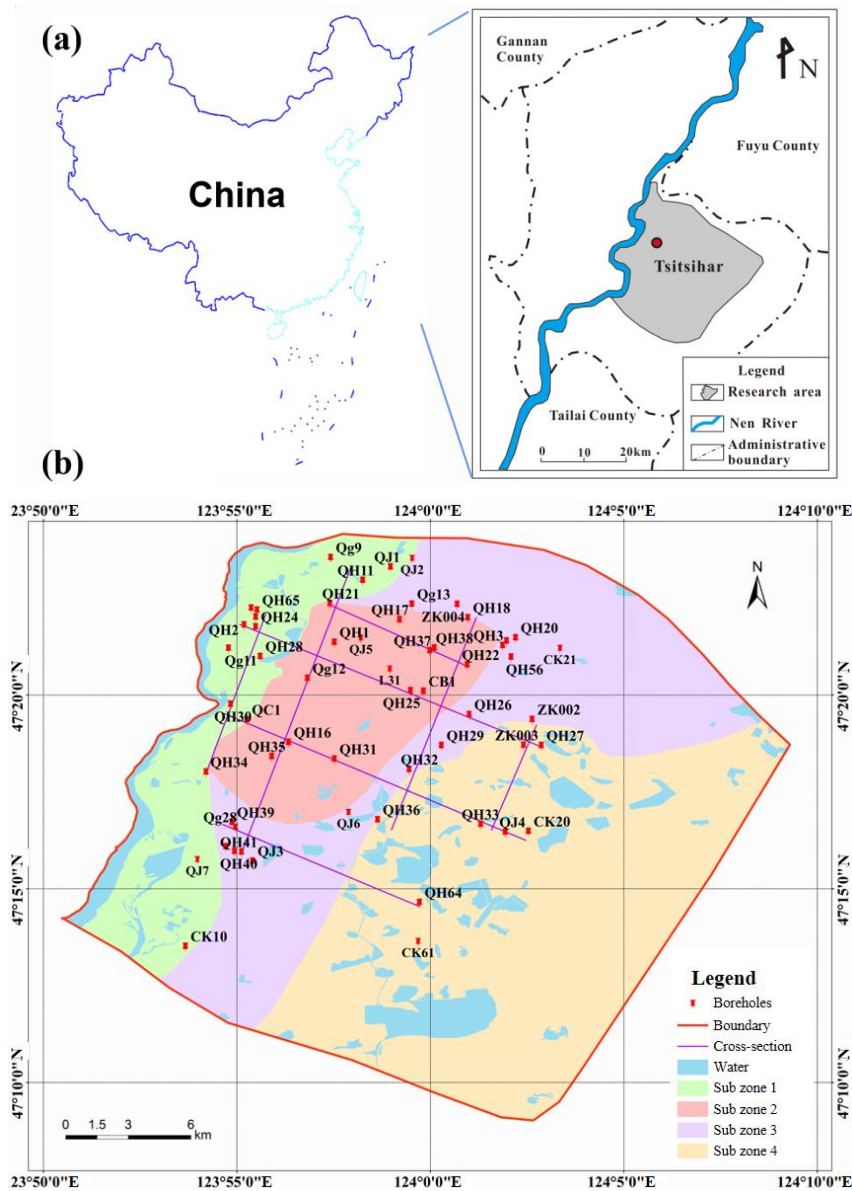 (a)
China
Gannan
County
N
Fuyu County
Tsitsihar
Tailai County
0 10 20km
Legend
Research area
Nen River
Administrative
boundary
(b)
23°50'0"E
123°55'0"E
124°0'0"E
124°5'0"E
124°10'0"E
N
Qg9
QJ1
QJ2
QH11
QH21
Qg13
QH65
QH24
QH17
ZK004
QH18
QH2
QH1
QH37
QH38
QH3
QH20
QJ5
QH28
QH22
Qg11
QH56
CK21
Qg12
L31
CB1
QH25
47°20'0"N
47°20'0"N
QH30
QC1
QH26
ZK002
QH16
QH29
ZK003
QH27
QH35
QH31
QH34
QH32
Qg28
QH39
QJ6
QH36
QH33
QJ4
CK20
QH41
QJ3
QH40
QJ7
47°15'0"N
47°15'0"N
QH64
CK10
CK61
Legend
Boreholes
Boundary
Cross-section
Water
Sub zone 1
Sub zone 2
Sub zone 3
Sub zone 4
47°10'0"N
47°10'0"N
0 1.5 3 6
km
23°50'0"E
123°55'0"E
124°0'0"E
124°5'0"E
124°10'0"E